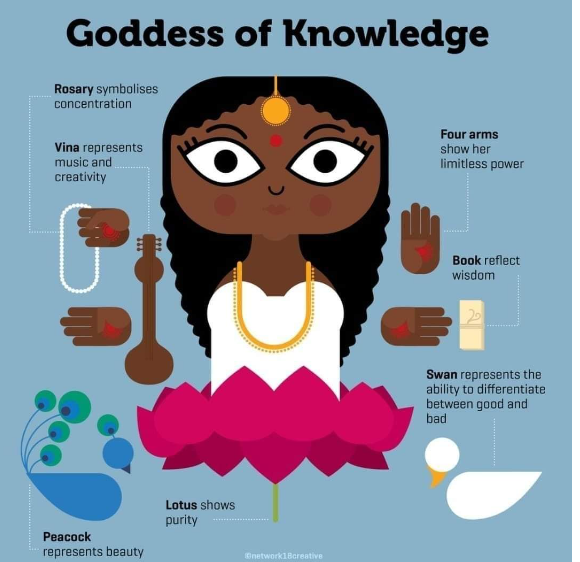 Goddess of Knowledge
Rosary symbolises
concentration
Vina represents
music and
creativity
Four arms
show her
limitless power
Book reflect
wisdom
Swan represents the
ability to differentiate
between good and
bad
Lotus shows
purity
Peacock
represents beauty
©network18creative